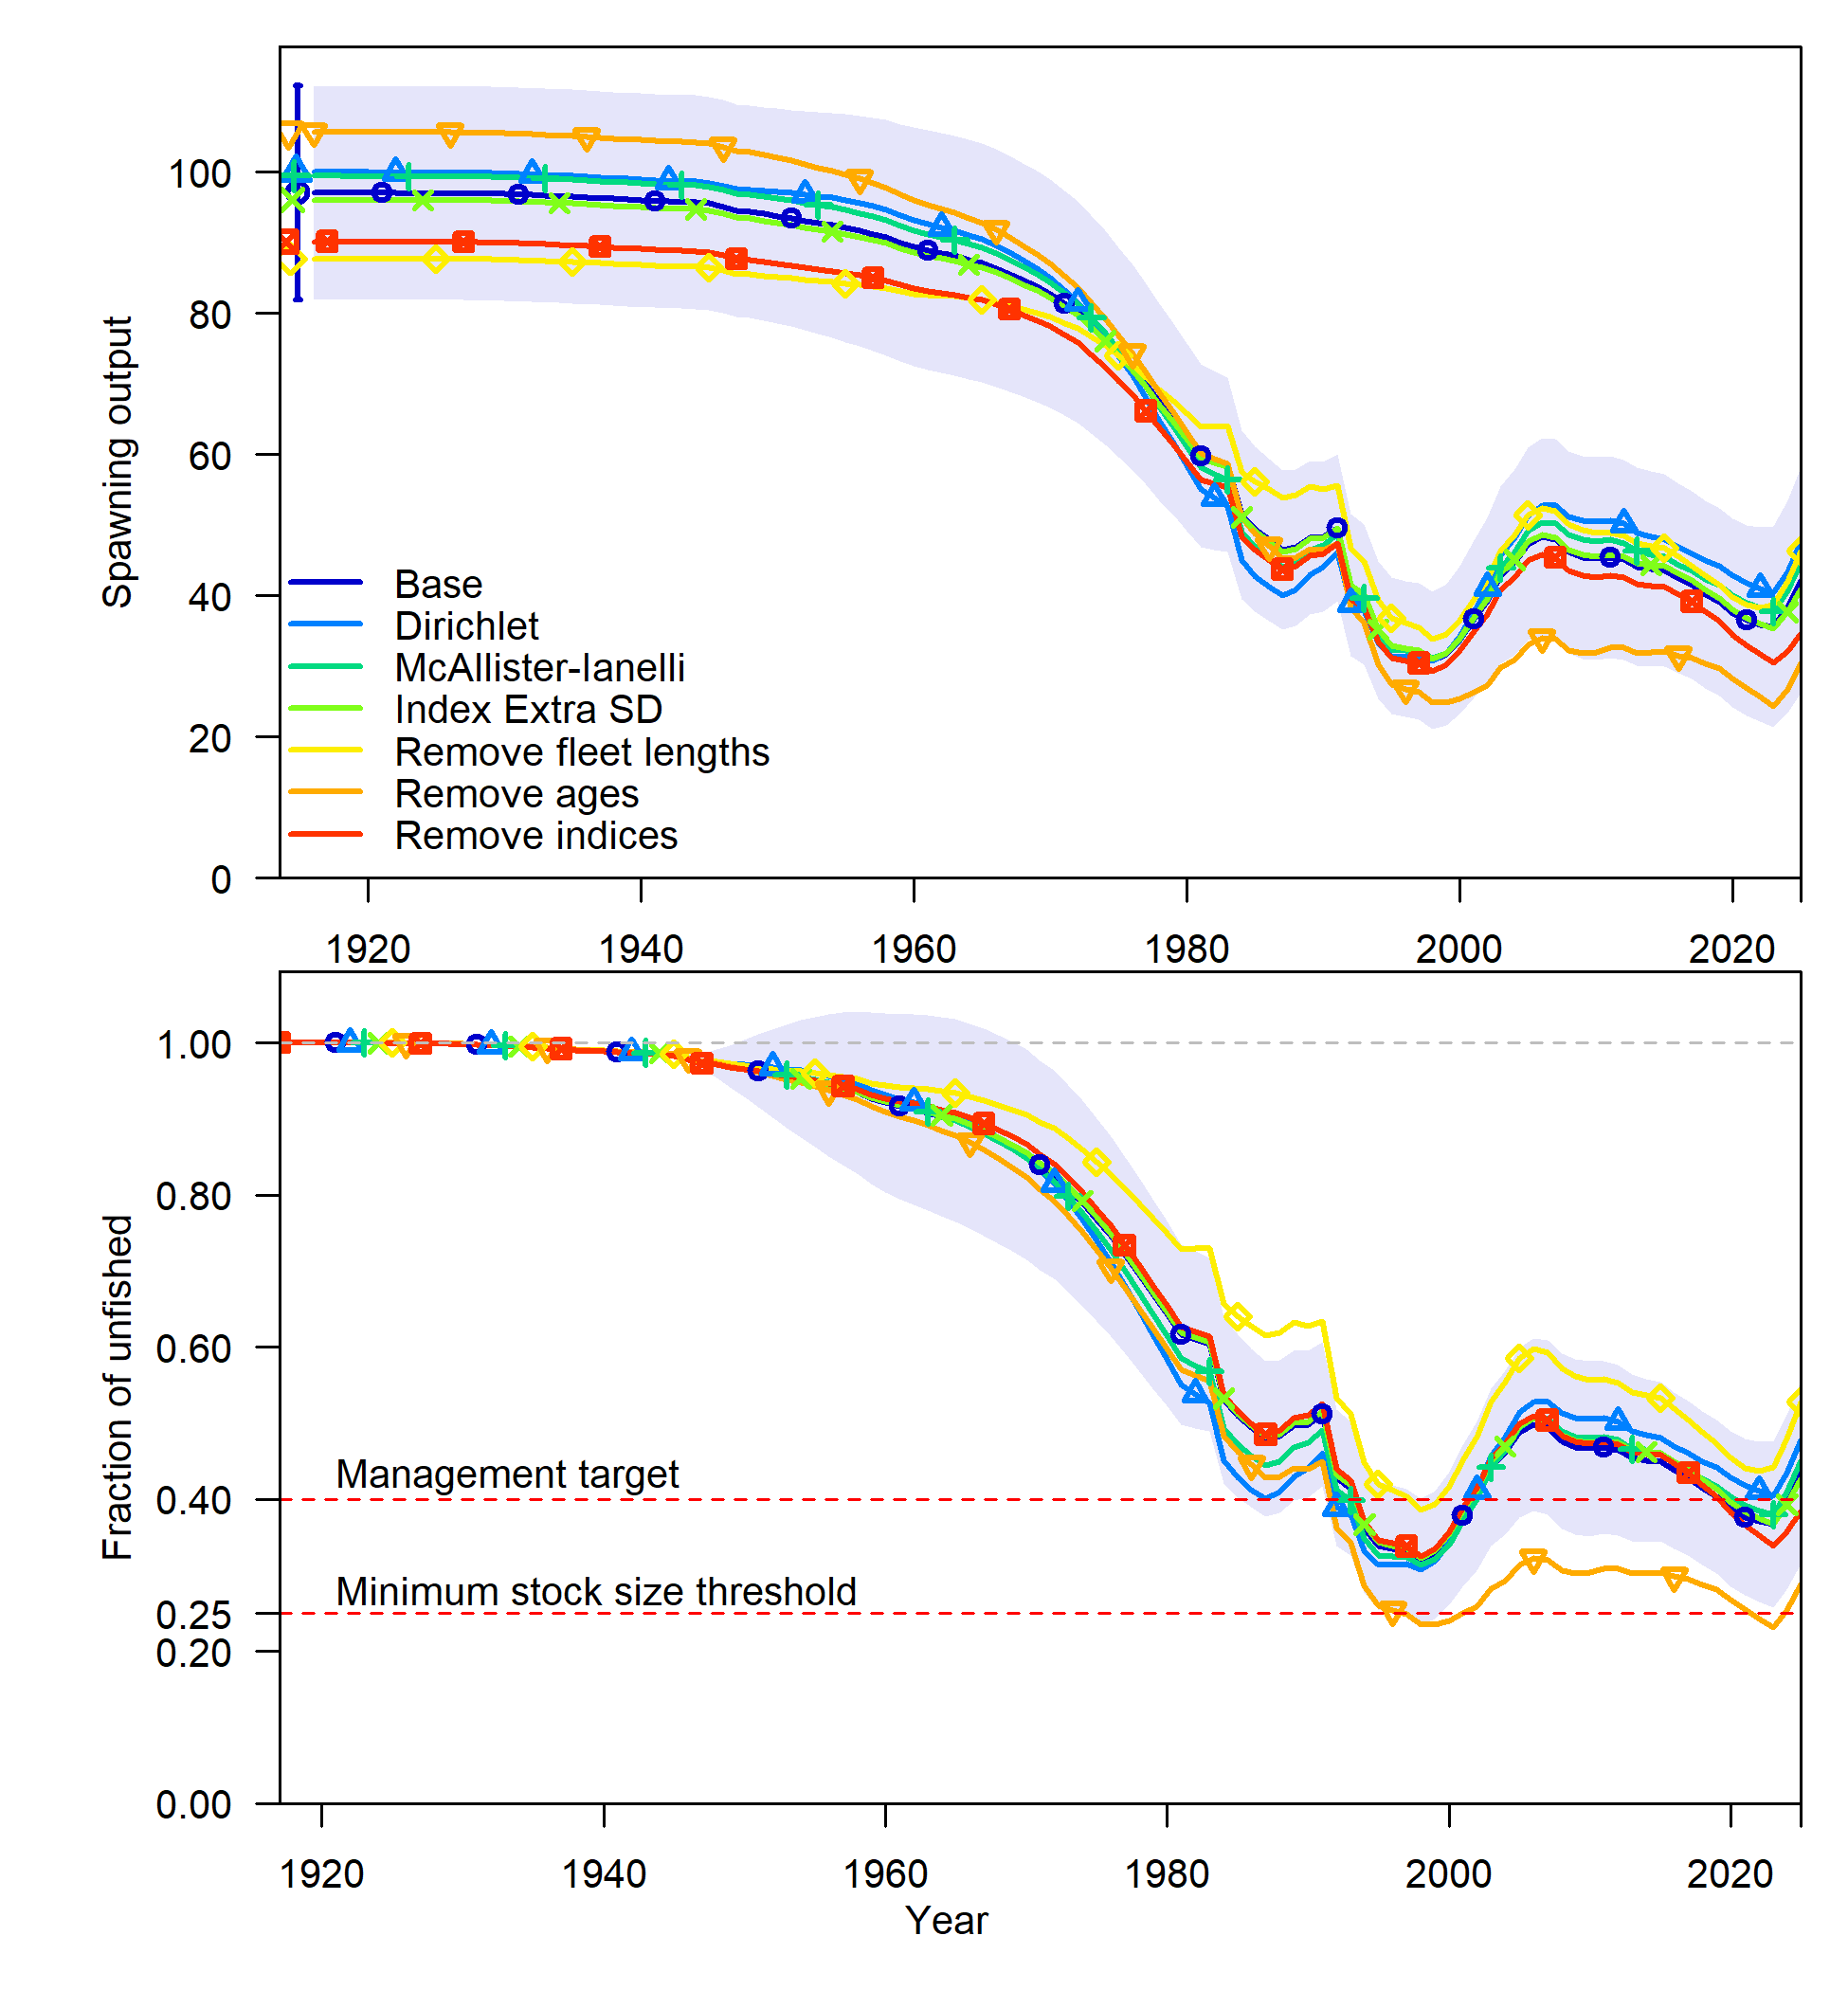 Spawning output
100
80
60
40
20
0
Base
Dirichlet
McAllister-Ianelli
Index Extra SD
Remove fleet lengths
Remove ages
Remove indices
1920 1940 1960 1980 2000 2020
Fraction of unfished
1.00
0.80
0.60
0.40
0.25
0.20
0.00
Management target
Minimum stock size threshold
1920 1940 1960 1980 2000 2020
Year